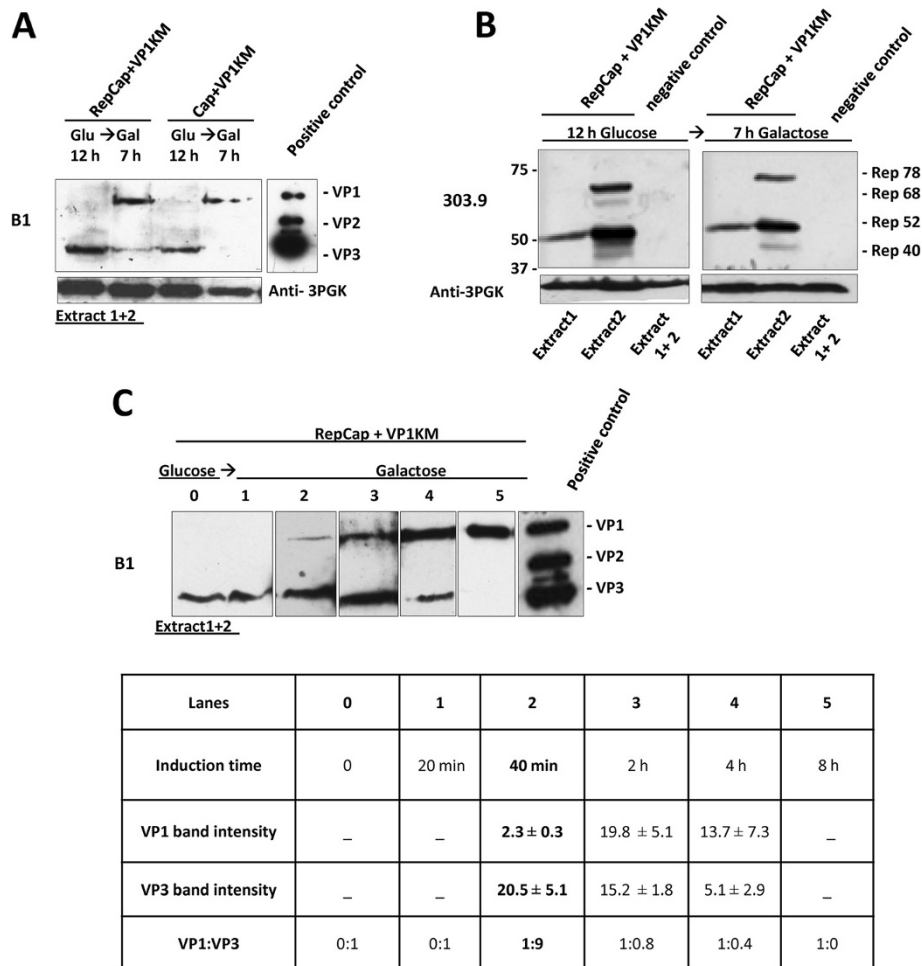 A
RepCap+VP1KM
Cap+VP1KM
Positive control
Glu → Gal Glu → Gal
12 h 7 h 12 h 7 h
B1
- VP1
- VP2
- VP3
Anti- 3PGK
Extract 1+2
B
RepCap + VP1KM
negative control
RepCap + VP1KM
negative control
12 h Glucose → 7 h Galactose
303.9
75 -
50 -
37 -
- Rep 78
- Rep 68
- Rep 52
- Rep 40
Anti-3PGK
Extract1
Extract2
Extract
1+ 2
Extract1
Extract2
Extract
1+ 2
C
RepCap + VP1KM
Positive control
Glucose → Galactose
0 1 2 3 4 5
B1
- VP1
- VP2
- VP3
Extract1+2
Lanes 0 1 2 3 4 5
Induction time 0 20 min 40 min 2 h 4 h 8 h
VP1 band intensity _ _ 2.3 ± 0.3 19.8 ± 5.1 13.7 ± 7.3 _
VP3 band intensity _ _ 20.5 ± 5.1 15.2 ± 1.8 5.1 ± 2.9 _
VP1:VP3 0:1 0:1 1:9 1:0.8 1:0.4 1:0